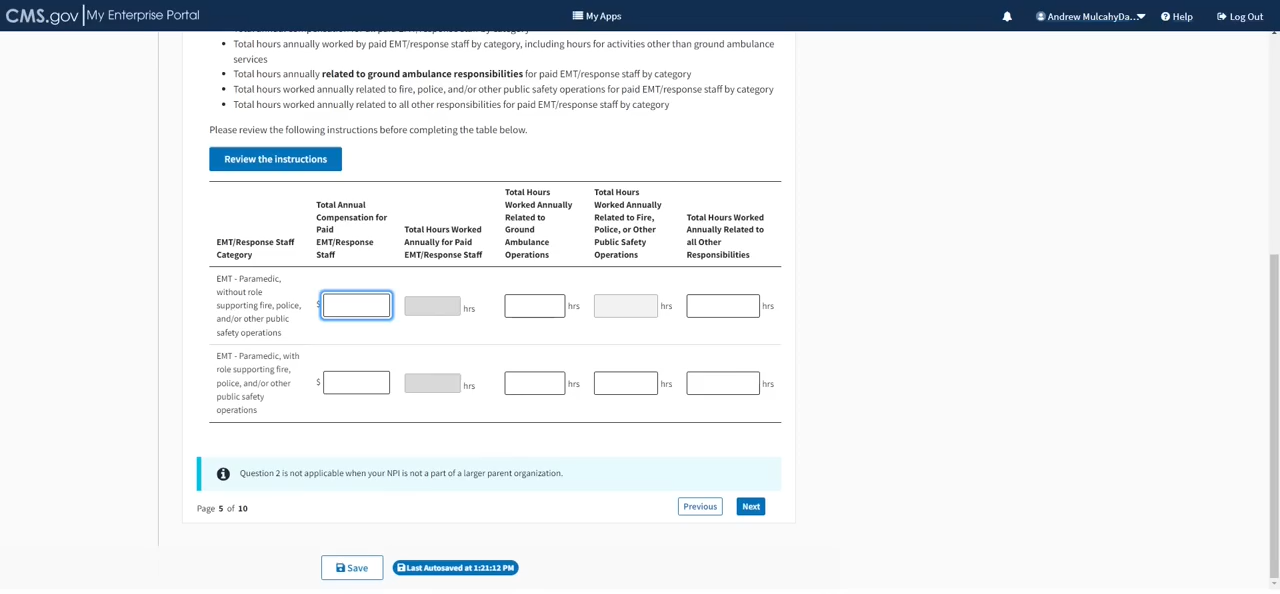 CMS.gov | My Enterprise Portal
My Apps
Andrew MulcahyDa...
Help
Log Out
Total hours annually worked by paid EMT/response staff by category, including hours for activities other than ground ambulance
services
Total hours annually related to ground ambulance responsibilities for paid EMT/response staff by category
Total hours worked annually related to fire, police, and/or other public safety operations for paid EMT/response staff by category
Total hours worked annually related to all other responsibilities for paid EMT/response staff by category
Please review the following instructions before completing the table below.
Review the instructions
EMT/Response Staff
Category
Total Annual
Compensation for
Paid
EMT/Response
Staff
Total Hours Worked
Annually for Paid
EMT/Response Staff
Total Hours
Worked Annually
Related to
Ground
Ambulance
Operations
Total Hours
Worked Annually
Related to Fire,
Police, or Other
Public Safety
Operations
Total Hours Worked
Annually Related to
all Other
Responsibilities
EMT - Paramedic,
without role
supporting fire, police,
and/or other public
safety operations
$
hrs
hrs
hrs
hrs
EMT - Paramedic, with
role supporting fire,
police, and/or other
public safety
operations
$
hrs
hrs
hrs
hrs
Question 2 is not applicable when your NPI is not a part of a larger parent organization.
Page 5 of 10
Previous
Next
Save
Last Autosaved at 1:21:12 PM